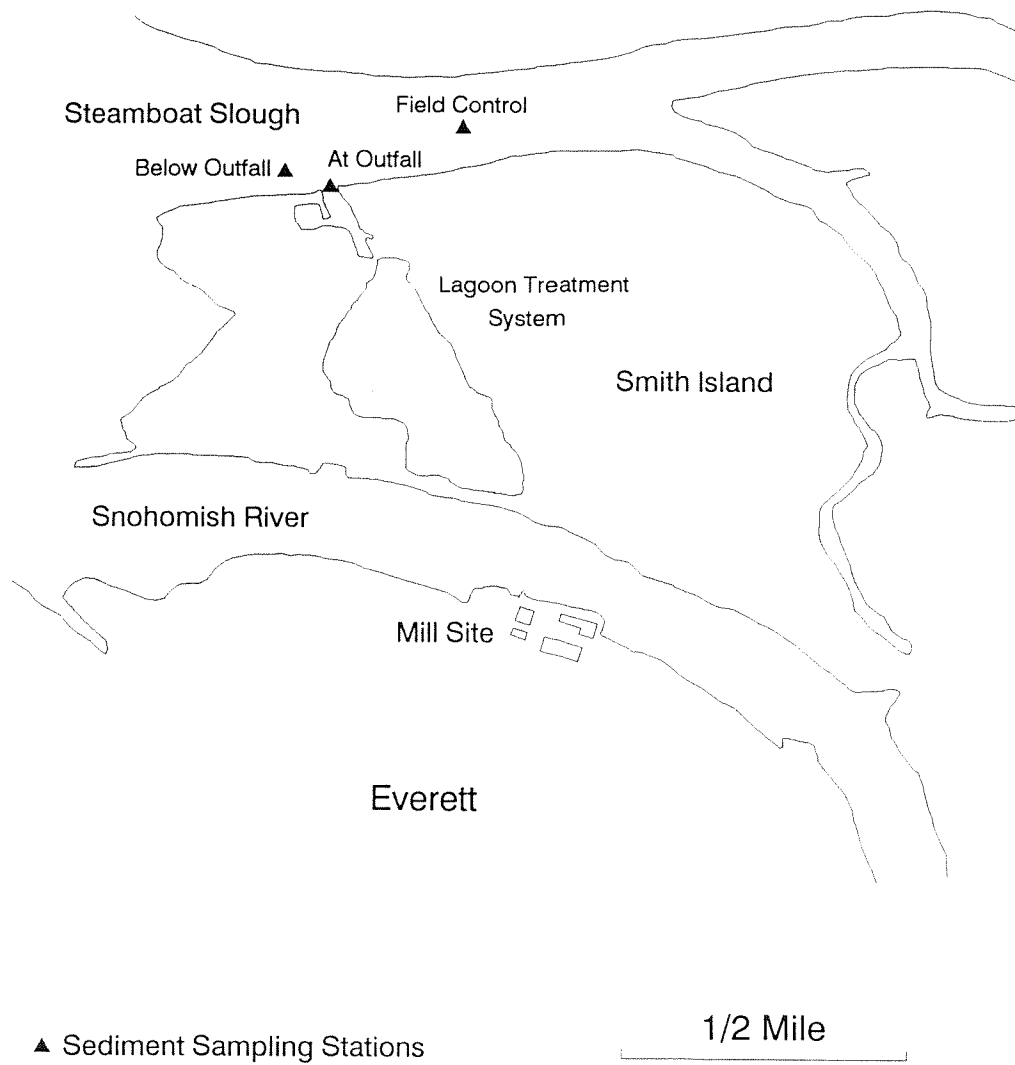 Field Control
Steamboat Slough
At Outfall
Below Outfall
Lagoon Treatment
System
Smith Island
Snohomish River
Mill Site
Everett
1/2 Mile
▲ Sediment Sampling Stations